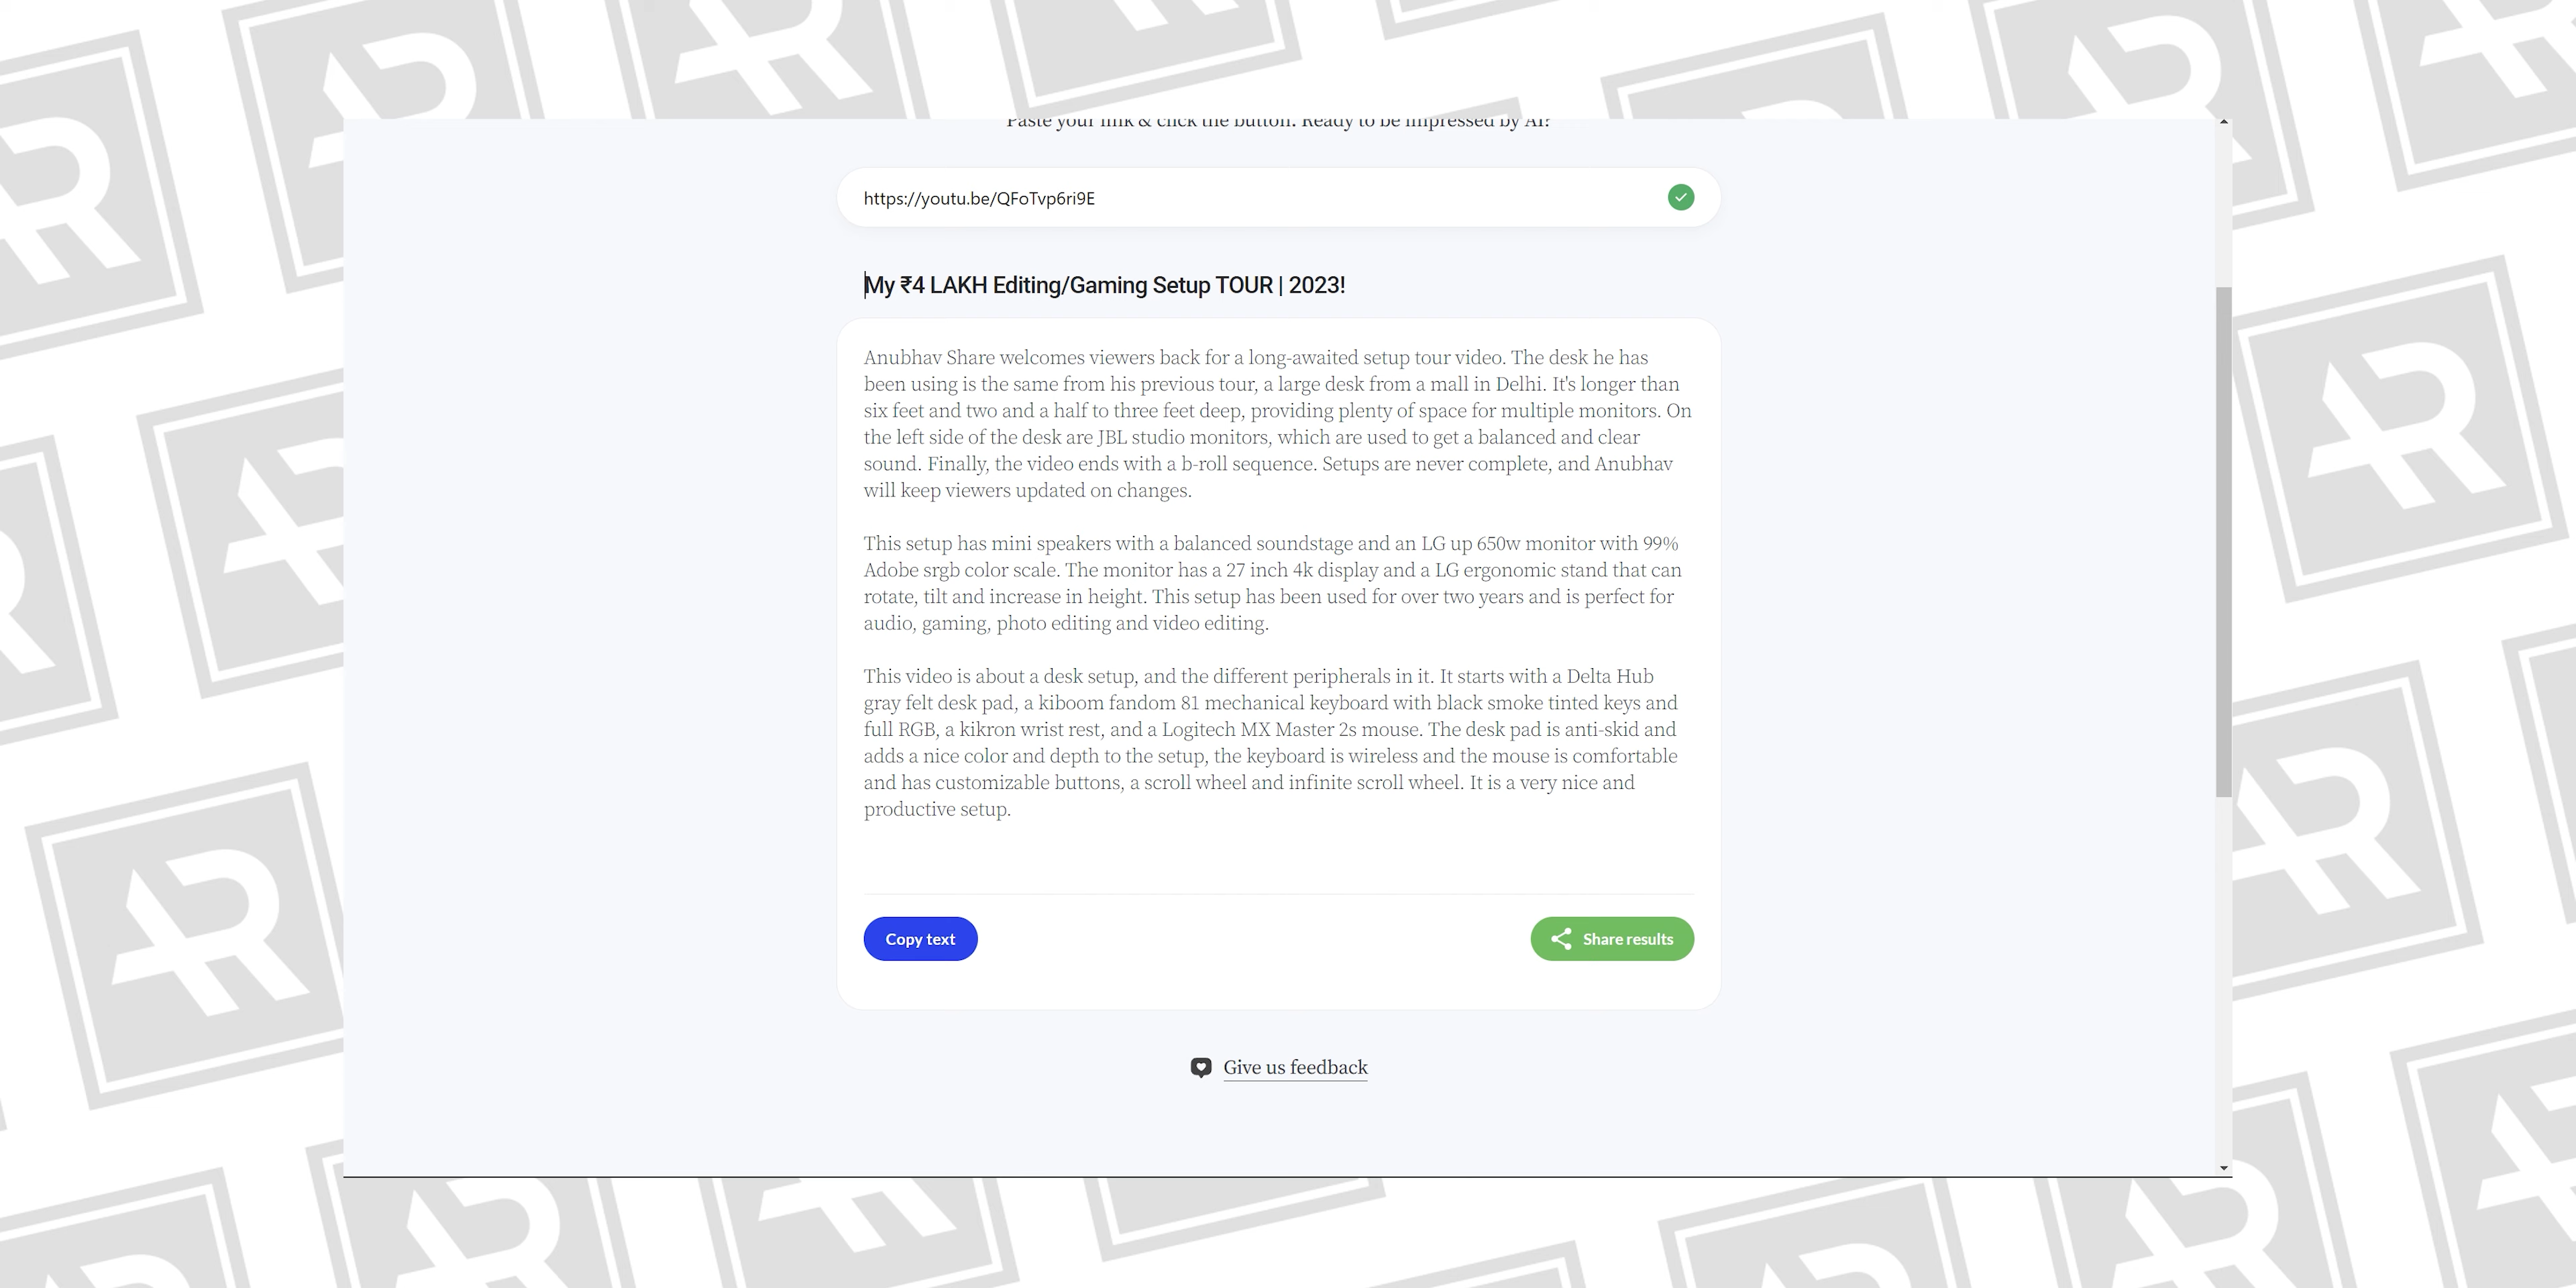 Paste your link & click the button. Ready to be impressed by AI?
https://youtu.be/QFoTvp6ri9E
My ₹4 LAKH Editing/Gaming Setup TOUR | 2023!
Anubhav Share welcomes viewers back for a long-awaited setup tour video. The desk he has
been using is the same from his previous tour, a large desk from a mall in Delhi. It's longer than
six feet and two and a half to three feet deep, providing plenty of space for multiple monitors. On
the left side of the desk are JBL studio monitors, which are used to get a balanced and clear
sound. Finally, the video ends with a b-roll sequence. Setups are never complete, and Anubhav
will keep viewers updated on changes.
This setup has mini speakers with a balanced soundstage and an LG up 650w monitor with 99%
Adobe srgb color scale. The monitor has a 27 inch 4k display and a LG ergonomic stand that can
rotate, tilt and increase in height. This setup has been used for over two years and is perfect for
audio, gaming, photo editing and video editing.
This video is about a desk setup, and the different peripherals in it. It starts with a Delta Hub
gray felt desk pad, a kiboom fandom 81 mechanical keyboard with black smoke tinted keys and
full RGB, a kikron wrist rest, and a Logitech MX Master 2s mouse. The desk pad is anti-skid and
adds a nice color and depth to the setup, the keyboard is wireless and the mouse is comfortable
and has customizable buttons, a scroll wheel and infinite scroll wheel. It is a very nice and
productive setup.
Copy text
Share results
Give us feedback